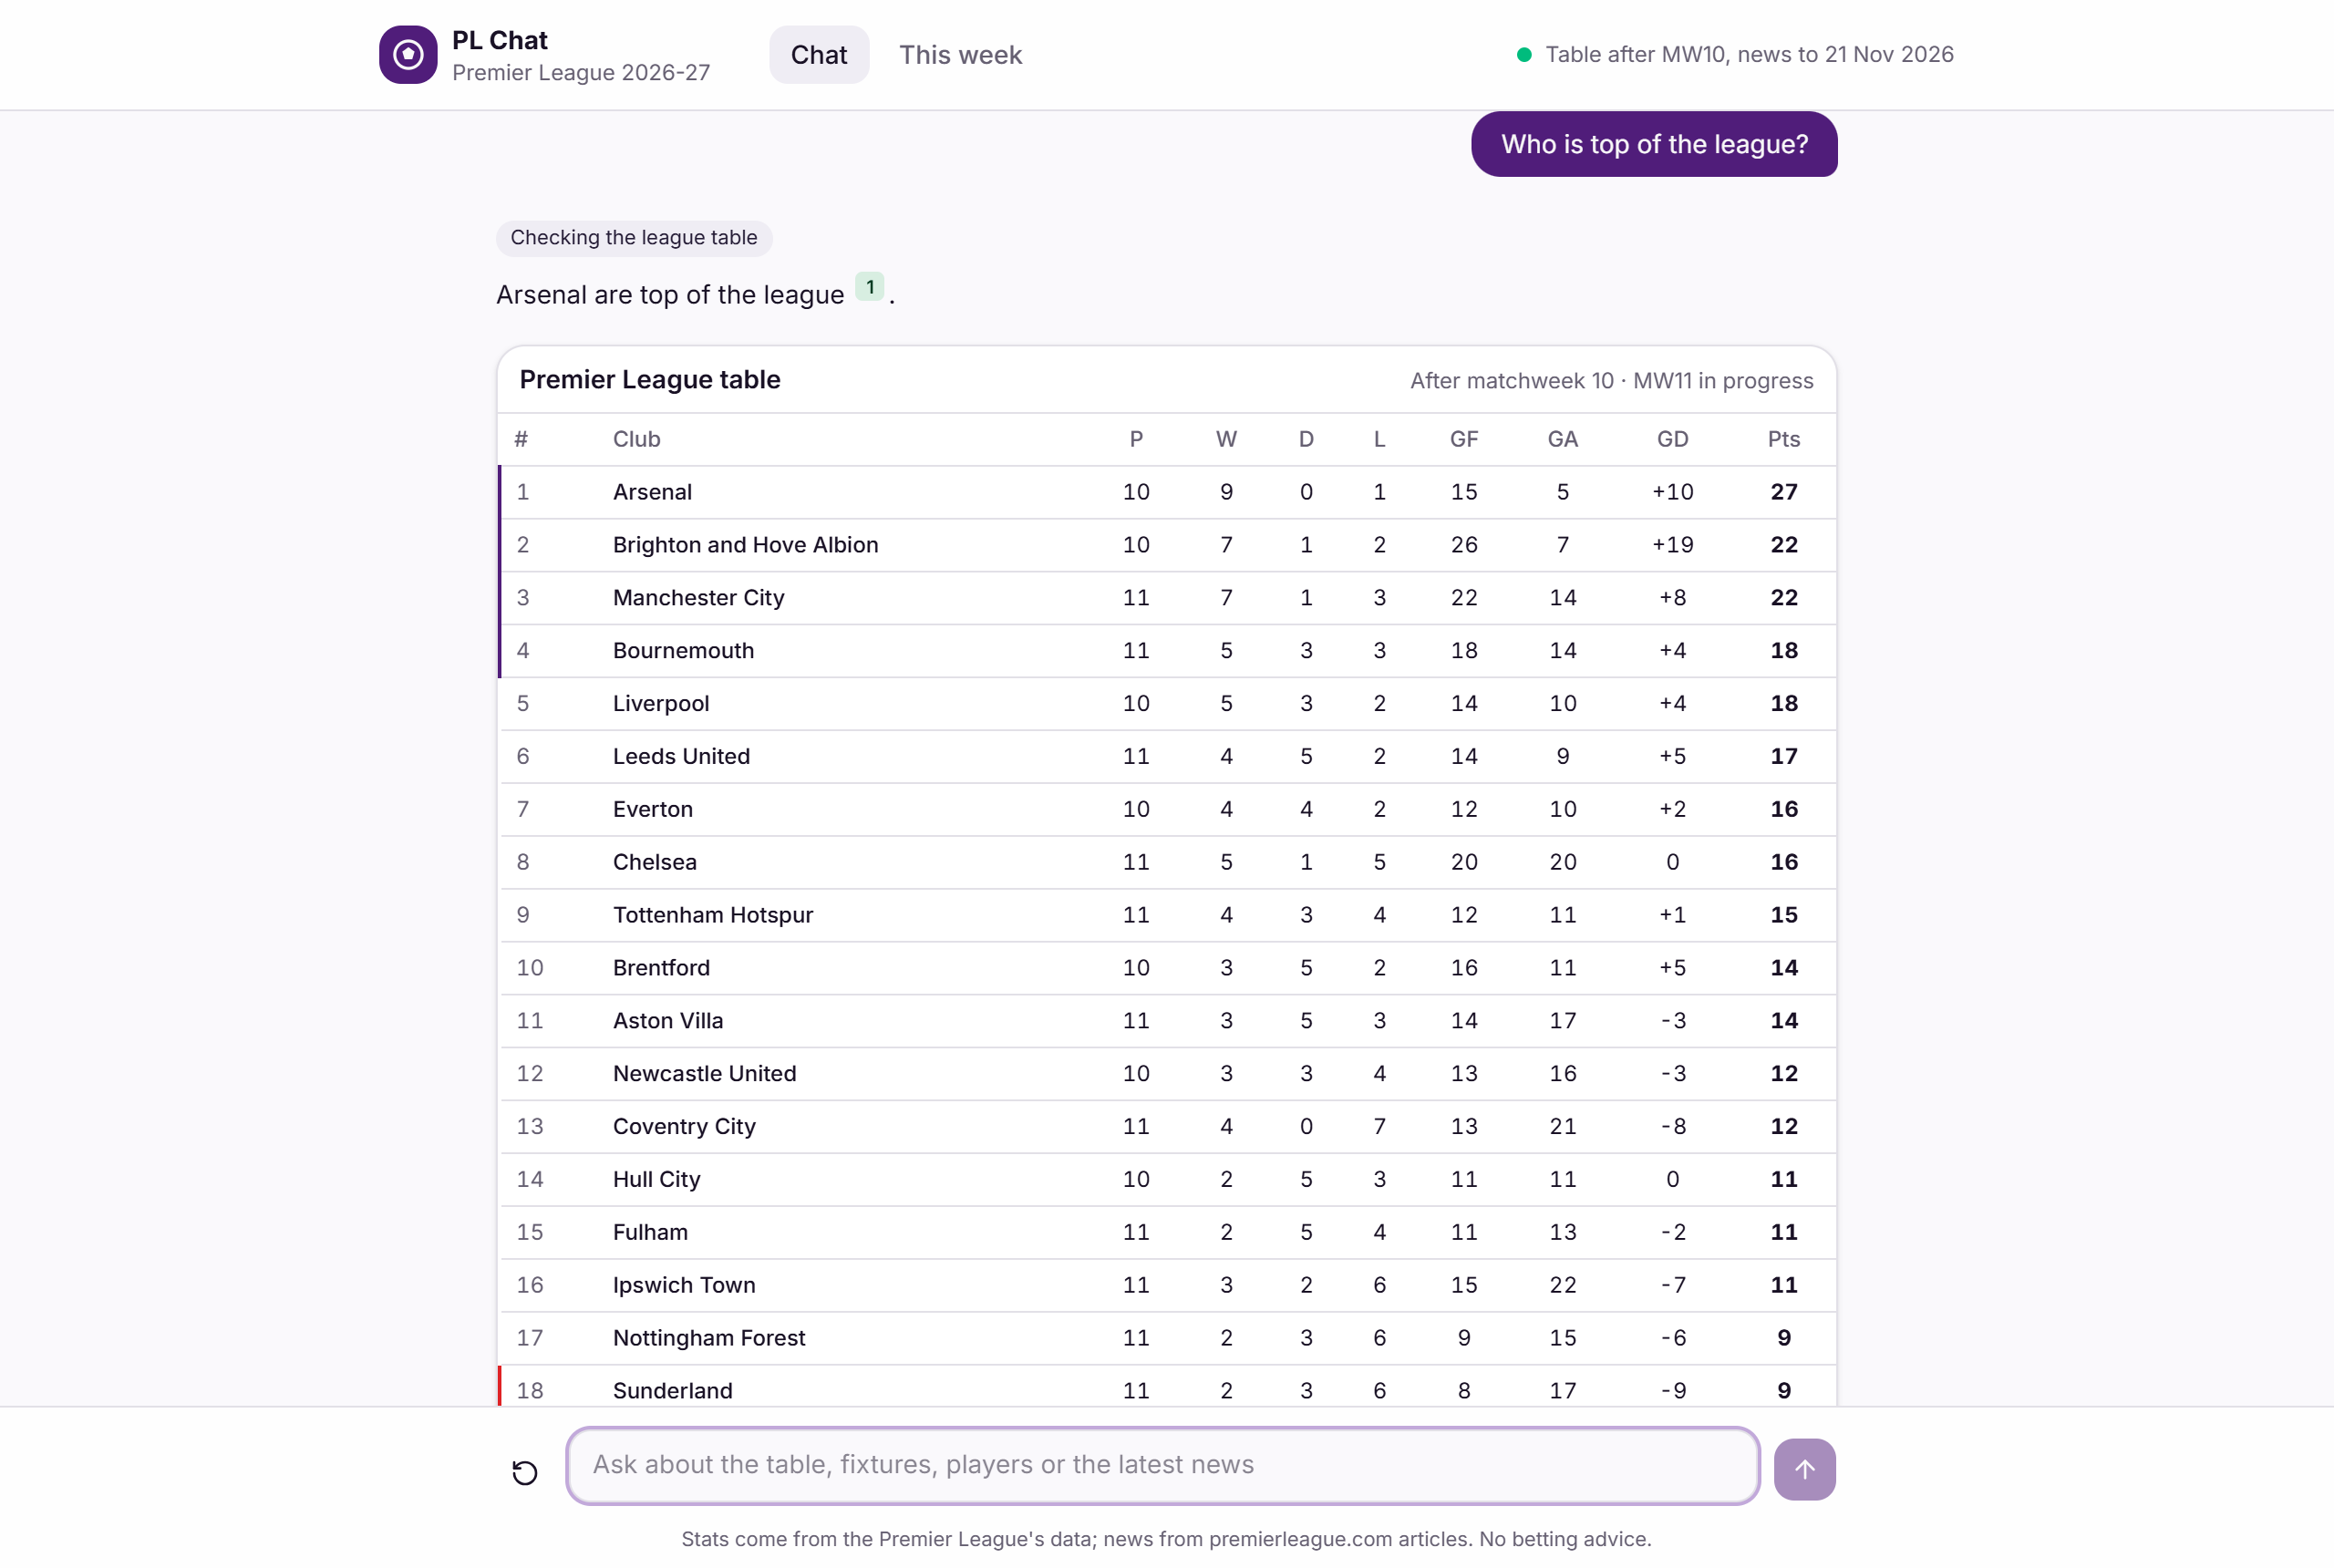 PL Chat
Premier League 2026-27
Chat
This week
Table after MW10, news to 21 Nov 2026
Who is top of the league?
Checking the league table
Arsenal are top of the league 1 .
Premier League table
After matchweek 10 · MW11 in progress
# Club P W D L GF GA GD Pts
1 Arsenal 10 9 0 1 15 5 +10 27
2 Brighton and Hove Albion 10 7 1 2 26 7 +19 22
3 Manchester City 11 7 1 3 22 14 +8 22
4 Bournemouth 11 5 3 3 18 14 +4 18
5 Liverpool 10 5 3 2 14 10 +4 18
6 Leeds United 11 4 5 2 14 9 +5 17
7 Everton 10 4 4 2 12 10 +2 16
8 Chelsea 11 5 1 5 20 20 0 16
9 Tottenham Hotspur 11 4 3 4 12 11 +1 15
10 Brentford 10 3 5 2 16 11 +5 14
11 Aston Villa 11 3 5 3 14 17 -3 14
12 Newcastle United 10 3 3 4 13 16 -3 12
13 Coventry City 11 4 0 7 13 21 -8 12
14 Hull City 10 2 5 3 11 11 0 11
15 Fulham 11 2 5 4 11 13 -2 11
16 Ipswich Town 11 3 2 6 15 22 -7 11
17 Nottingham Forest 11 2 3 6 9 15 -6 9
18 Sunderland 11 2 3 6 8 17 -9 9
Ask about the table, fixtures, players or the latest news
Stats come from the Premier League's data; news from premierleague.com articles. No betting advice.